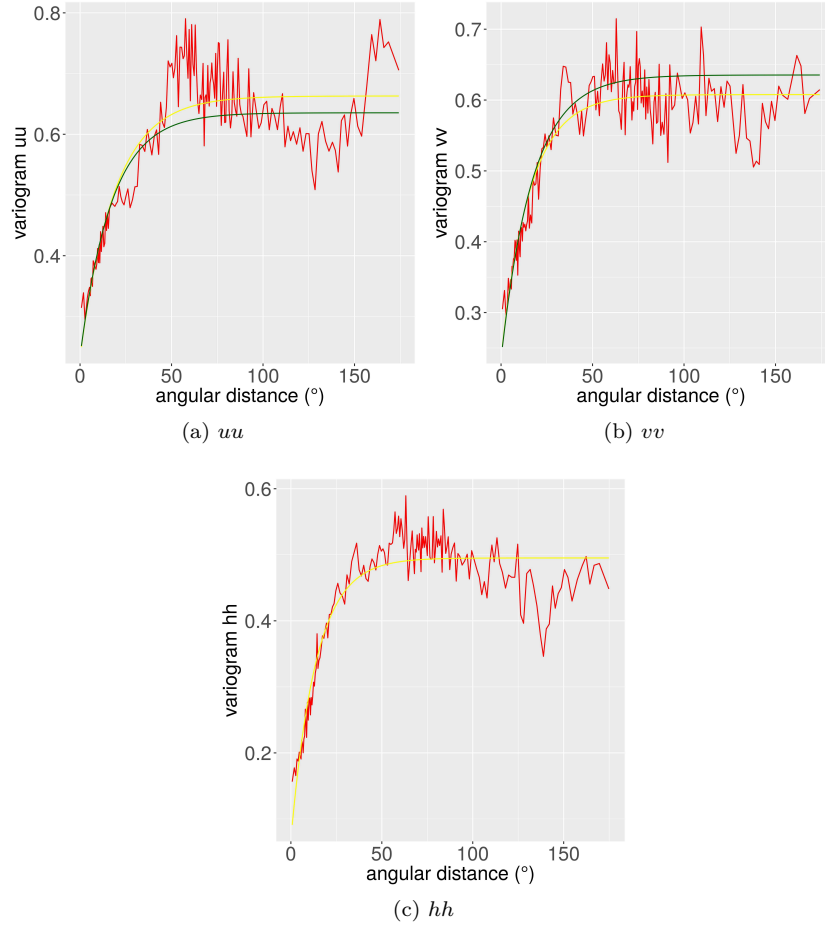 0.8
0.6
0.4
variogram uu
0 50 100 150
angular distance (°)
(a) uu
0.7
0.6
0.5
0.4
0.3
variogram vv
0 50 100 150
angular distance (°)
(b) vv
0.6
0.4
0.2
variogram hh
0 50 100 150
angular distance (°)
(c) hh